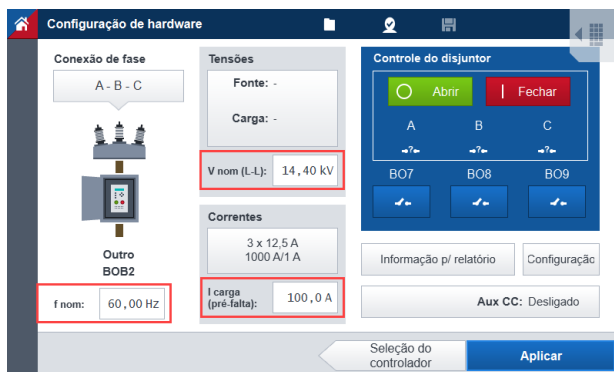 Configuração de hardware
Conexão de fase
A - B - C
Outro
BOB2
f nom: 60,00 Hz
Tensões
Fonte: -
Carga: -
V nom (L-L): 14,40 kV
Correntes
3 x 12,5 A
1000 A/1 A
I carga
(pré-falta): 100,0 A
Controle do disjuntor
Abrir
Fechar
A B C
BO7 BO8 BO9
Informação p/ relatório
Configuraçãc
Aux CC: Desligado
Seleção do
controlador
Aplicar